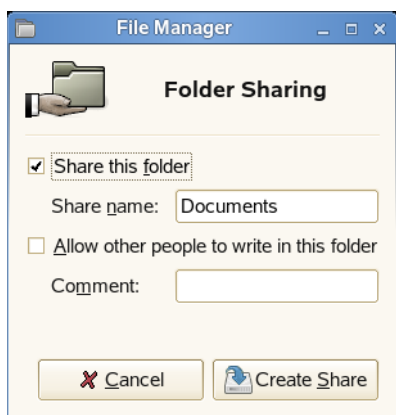 File Manager
Folder Sharing
Share this folder
Share name: Documents
Allow other people to write in this folder
Comment:
Cancel Create Share